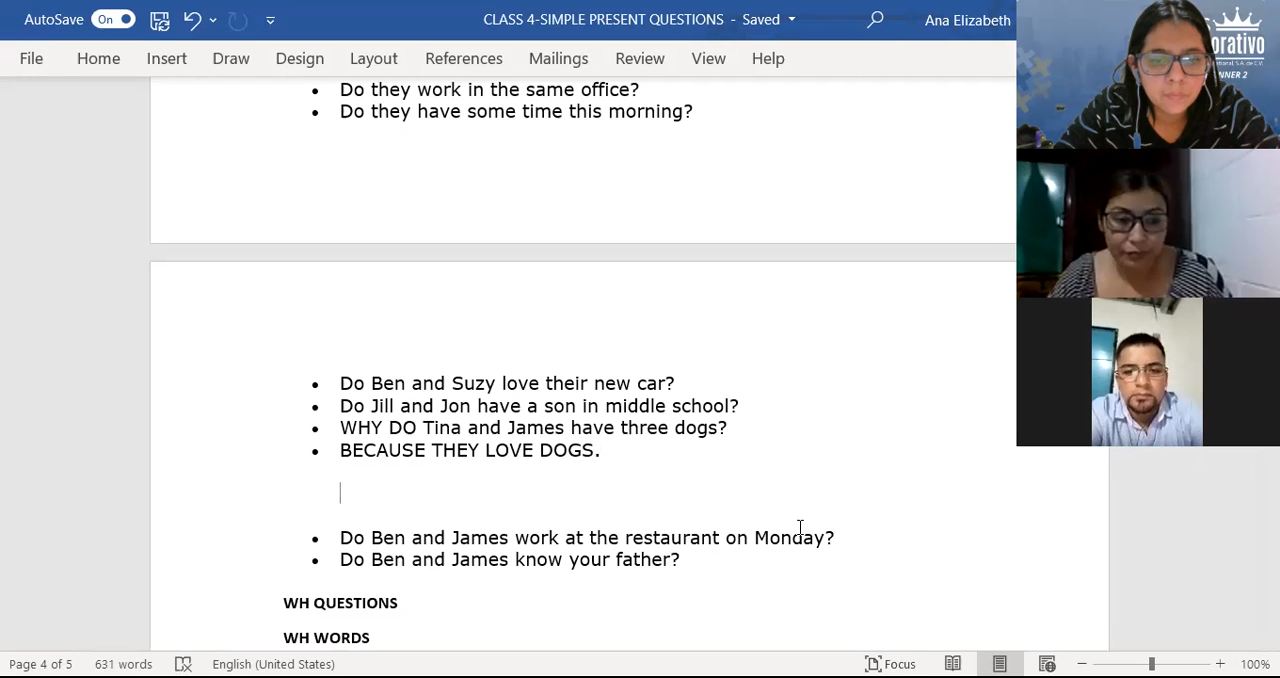 AutoSave On CLASS 4-SIMPLE PRESENT QUESTIONS - Saved Ana Elizabeth
File Home Insert Draw Design Layout References Mailings Review View Help
orativo
NNER 2
• Do they work in the same office?
• Do they have some time this morning?
• Do Ben and Suzy love their new car?
• Do Jill and Jon have a son in middle school?
• WHY DO Tina and James have three dogs?
• BECAUSE THEY LOVE DOGS.
• Do Ben and James work at the restaurant on Monday?
• Do Ben and James know your father?
WH QUESTIONS
WH WORDS
Page 4 of 5 631 words English (United States) Focus 100%